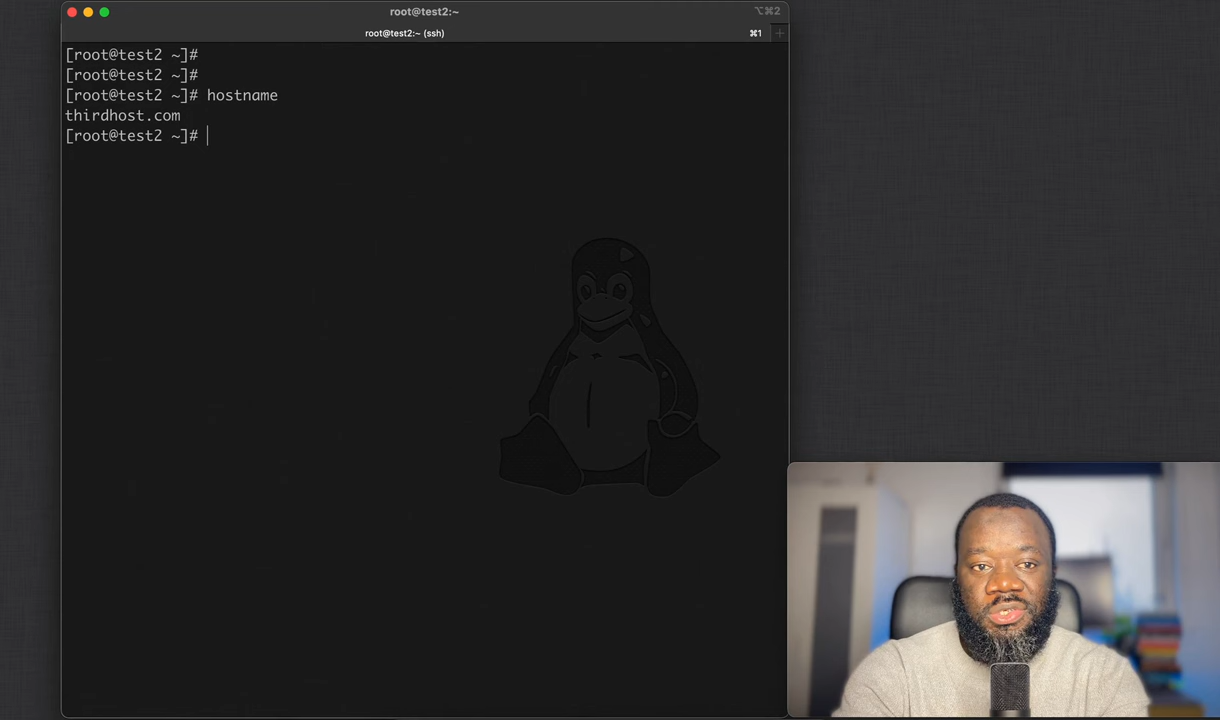 root@test2:~
⌥⌘2
root@test2:~ (ssh)
⌘1
+
[root@test2 ~]#
[root@test2 ~]#
[root@test2 ~]# hostname
thirdhost.com
[root@test2 ~]#